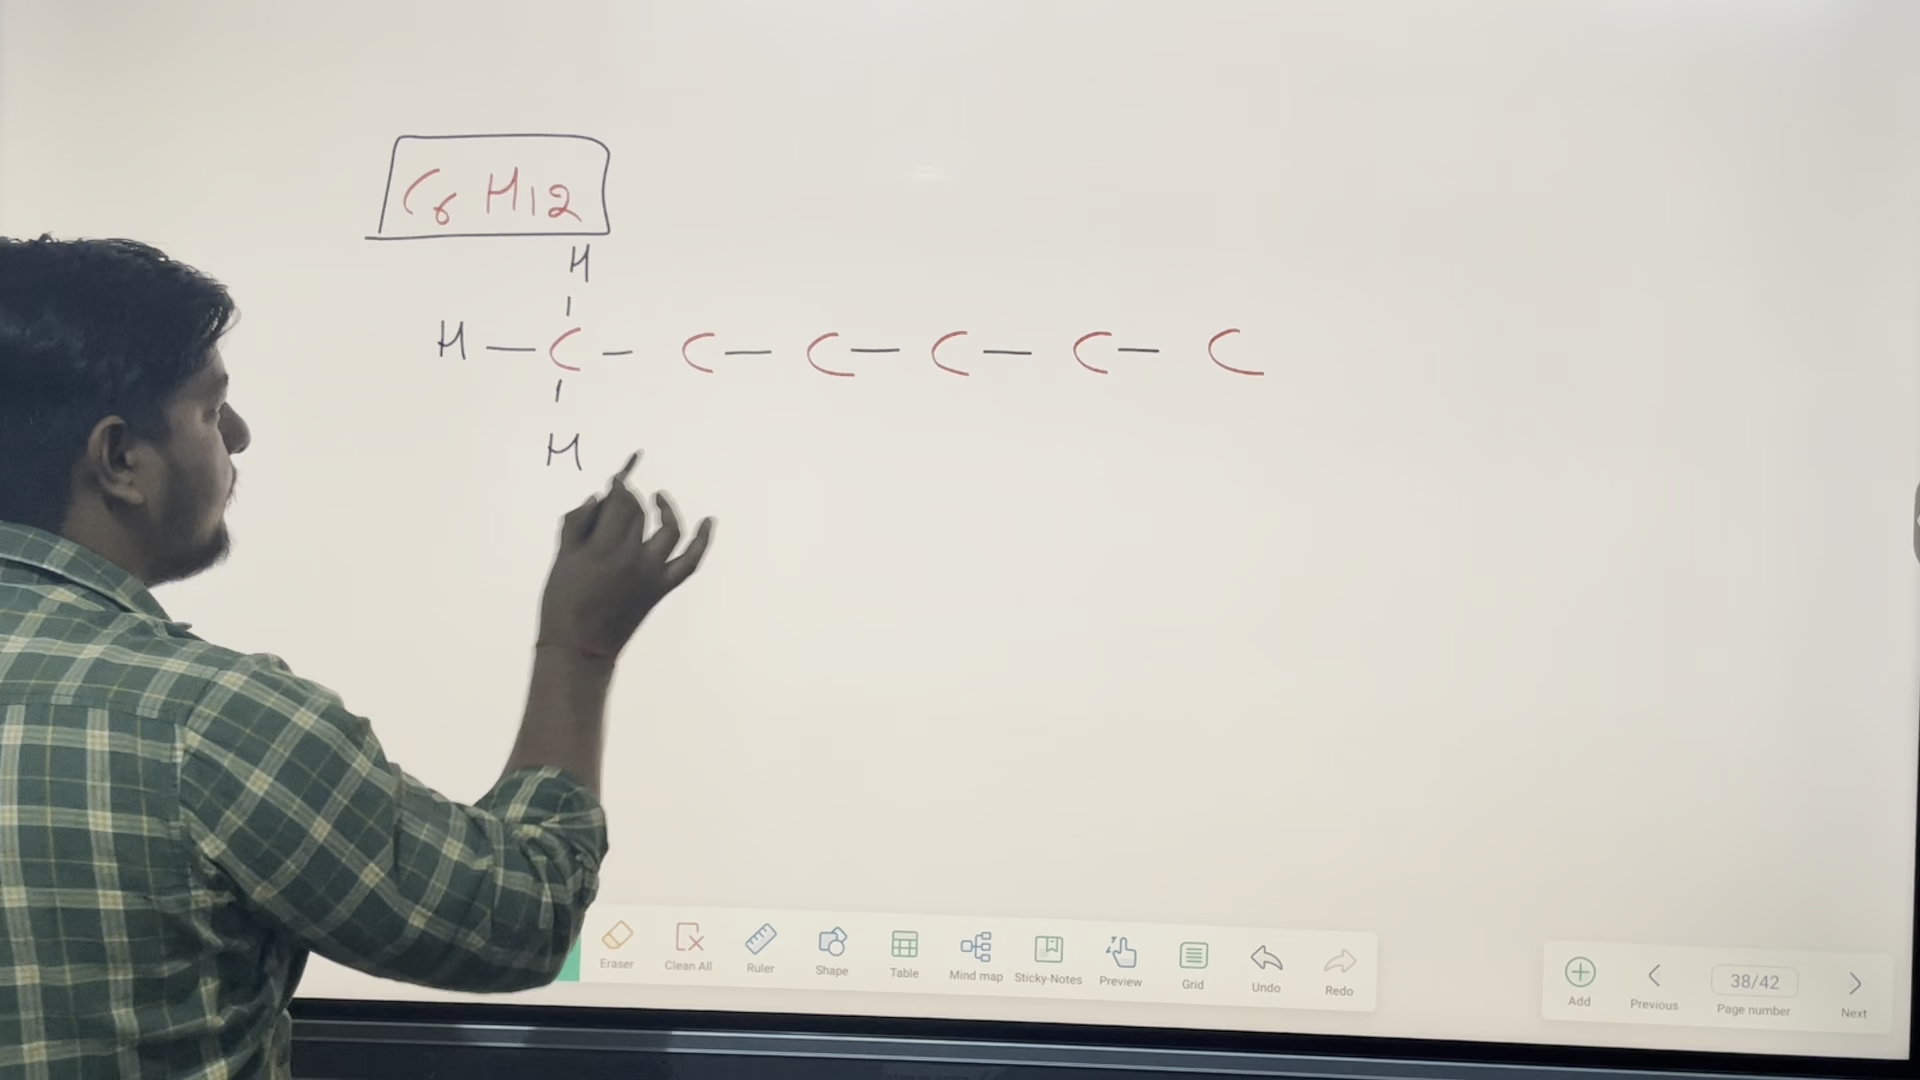 C6 H12
H
H — C — C — C — C — C — C
H
Eraser Clean All Ruler Shape Table Mind map Sticky-Notes Preview Grid Undo Redo
Add Previous 38/42 Page number Next